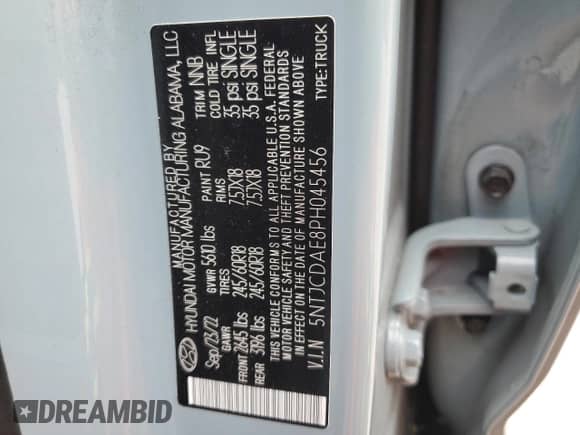 MANUFACTURED BY
HYUNDAI MOTOR MANUFACTURING ALABAMA, LLC
Sep/23/22 GVWR 5610 lbs PAINT RU9 TRIM NNB
GAWR TIRES RIMS COLD TIRE INFL
FRONT 2645 lbs 245/60R18 7.5JX18 35 psi SINGLE
REAR 3196 lbs 245/60R18 7.5JX18 35 psi SINGLE
THIS VEHICLE CONFORMS TO ALL APPLICABLE U.S.A. FEDERAL
MOTOR VEHICLE SAFETY AND THEFT PREVENTION STANDARDS
IN EFFECT ON THE DATE OF MANUFACTURE SHOWN ABOVE
V.I.N 5NTJCDAE8PH045456 TYPE:TRUCK
DREAMBID